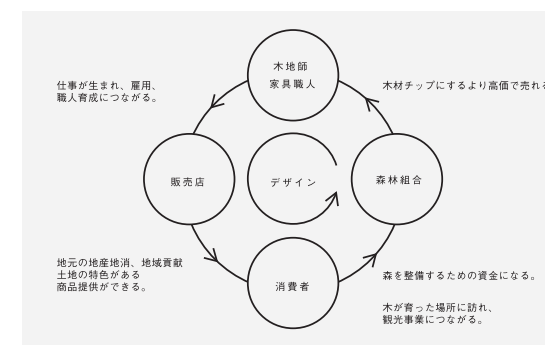 木地師
家具職人
仕事が生まれ、雇用、
職人育成につながる。
木材チップにするより高価で売れ
販売店
デザイン
森林組合
地元の地産地消、地域貢献
土地の特色がある
商品提供ができる。
消費者
森を整備するための資金になる。
木が育った場所に訪れ、
観光事業につながる。